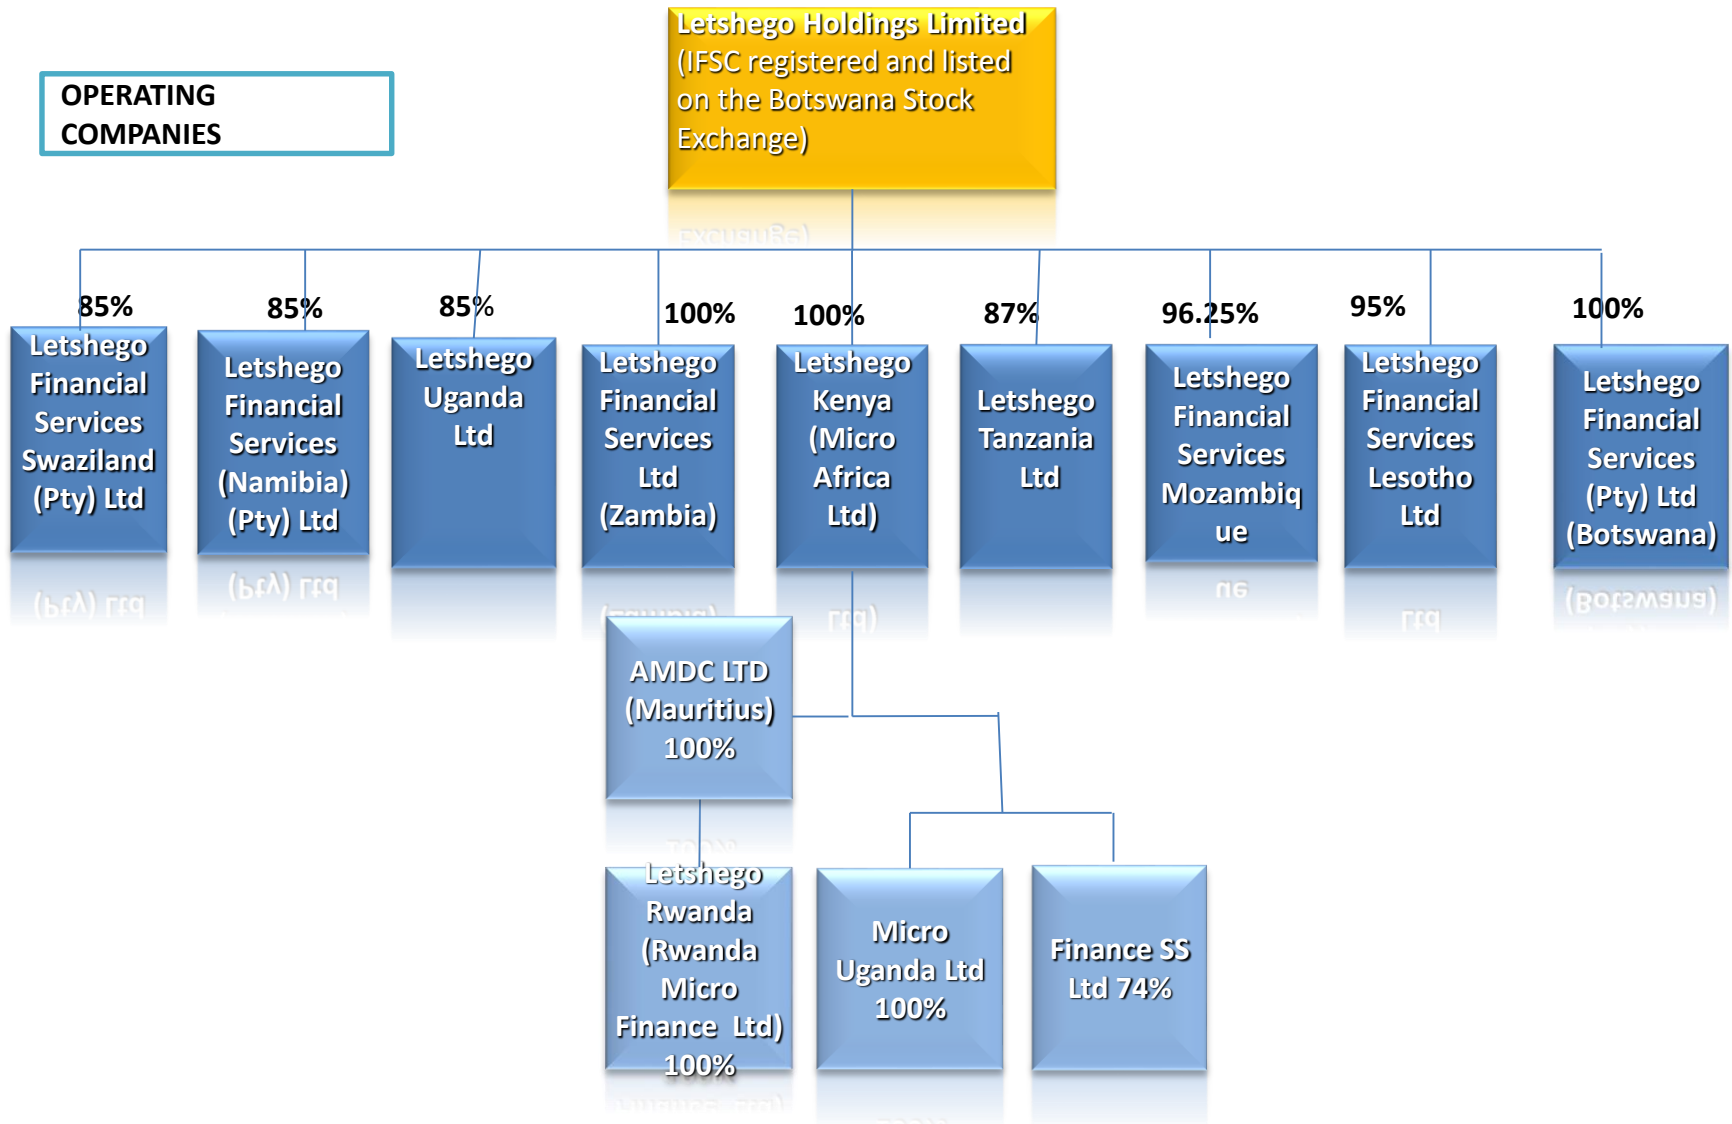 Letshego Holdings Limited
(IFSC registered and listed
on the Botswana Stock
Exchange)
OPERATING
COMPANIES
85%
85%
85%
100%
100%
87%
96.25%
95%
100%
Letshego
Financial
Services
Swaziland
(Pty) Ltd
Letshego
Financial
Services
(Namibia)
(Pty) Ltd
Letshego
Uganda
Ltd
Letshego
Financial
Services
Ltd
(Zambia)
Letshego
Kenya
(Micro
Africa
Ltd)
Letshego
Tanzania
Ltd
Letshego
Financial
Services
Mozambiq
ue
Letshego
Financial
Services
Lesotho
Ltd
Letshego
Financial
Services
(Pty) Ltd
(Botswana)
AMDC LTD
(Mauritius)
100%
Letshego
Rwanda
(Rwanda
Micro
Finance Ltd)
100%
Micro
Uganda Ltd
100%
Finance SS
Ltd 74%